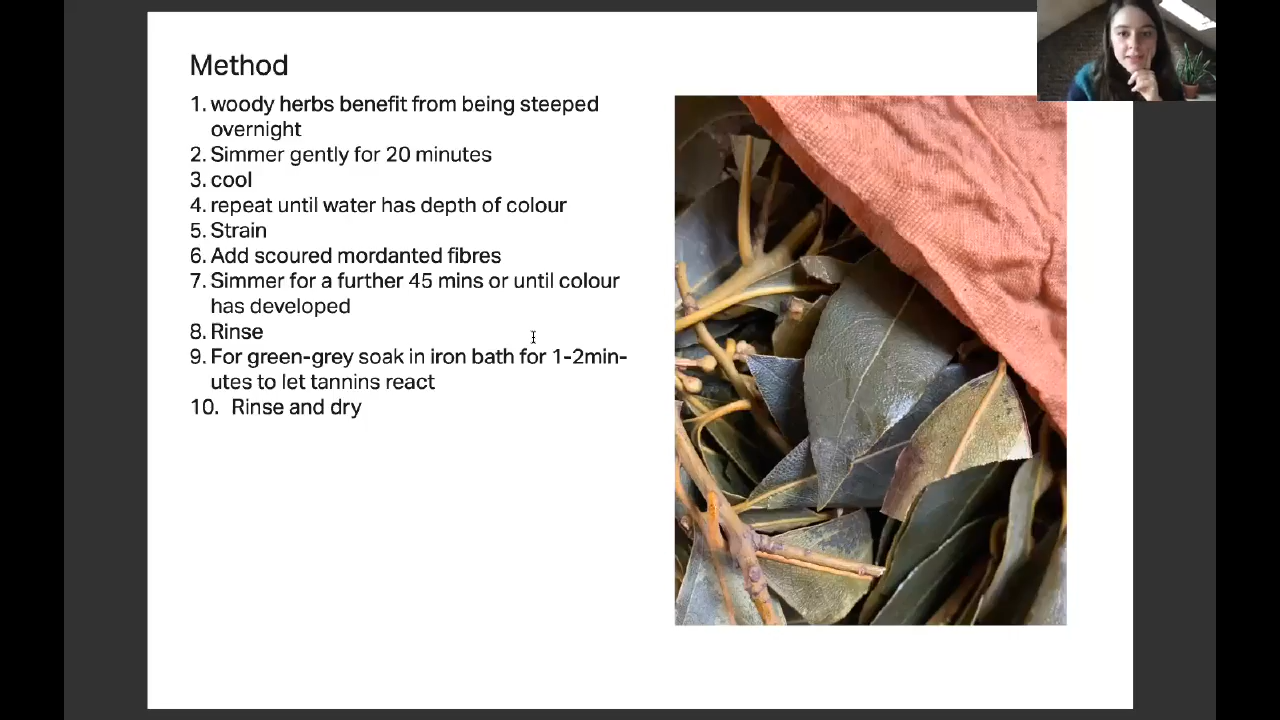 Method
1. woody herbs benefit from being steeped
overnight
2. Simmer gently for 20 minutes
3. cool
4. repeat until water has depth of colour
5. Strain
6. Add scoured mordanted fibres
7. Simmer for a further 45 mins or until colour
has developed
8. Rinse
9. For green-grey soak in iron bath for 1-2min-
utes to let tannins react
10. Rinse and dry